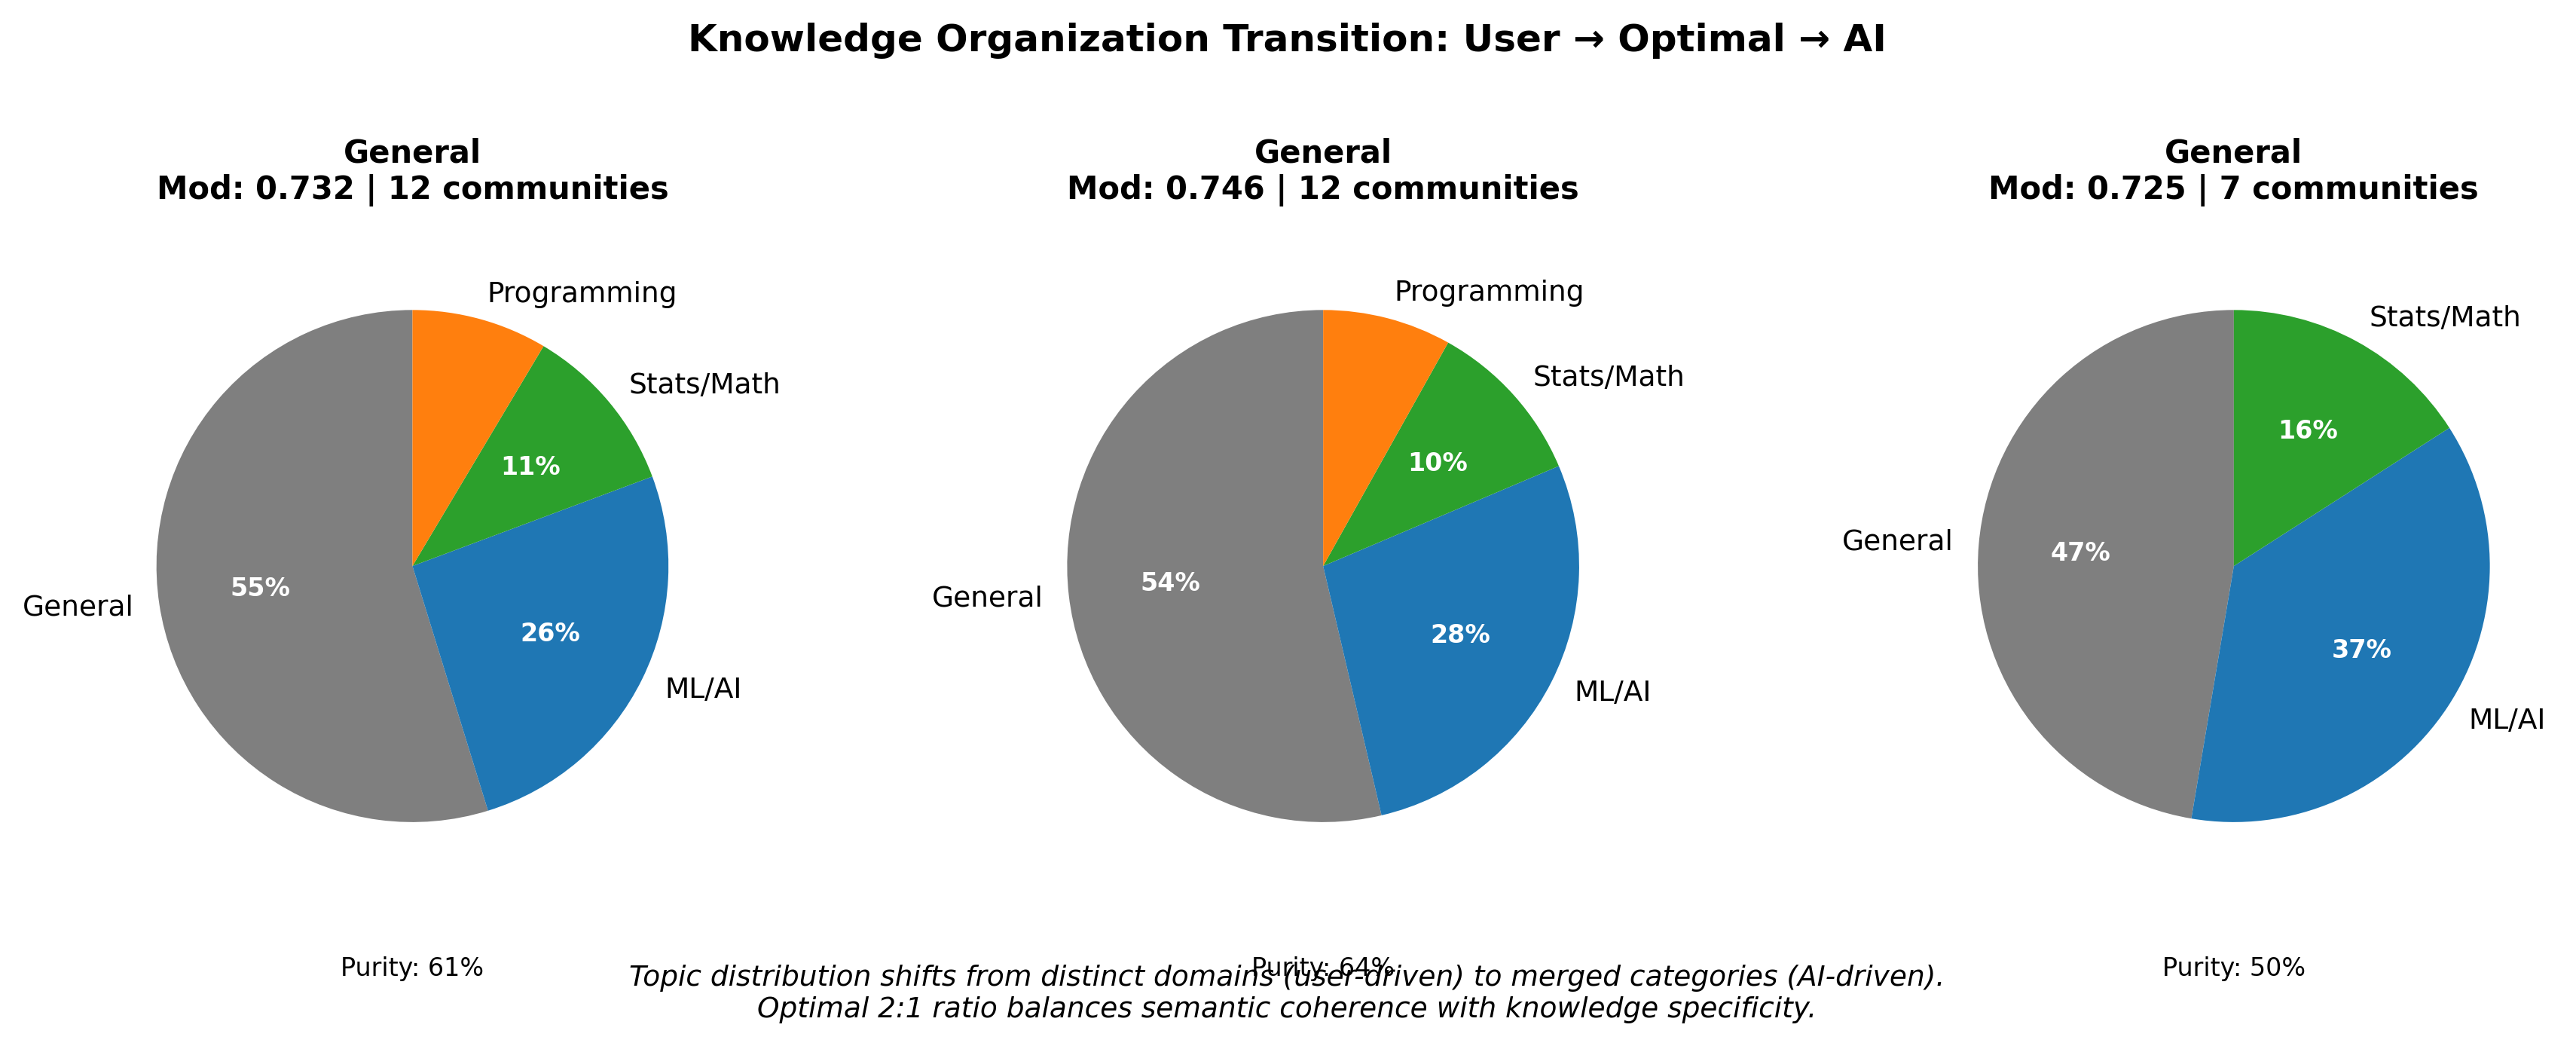 Knowledge Organization Transition: User → Optimal → AI
General
Mod: 0.732 | 12 communities
Programming
Stats/Math
11%
55%
General
26%
ML/AI
Purity: 61%
General
Mod: 0.746 | 12 communities
Programming
Stats/Math
10%
54%
General
28%
ML/AI
Purity: 64%
General
Mod: 0.725 | 7 communities
Stats/Math
16%
47%
General
37%
ML/AI
Purity: 50%
Topic distribution shifts from distinct domains (user-driven) to merged categories (AI-driven).
Optimal 2:1 ratio balances semantic coherence with knowledge specificity.